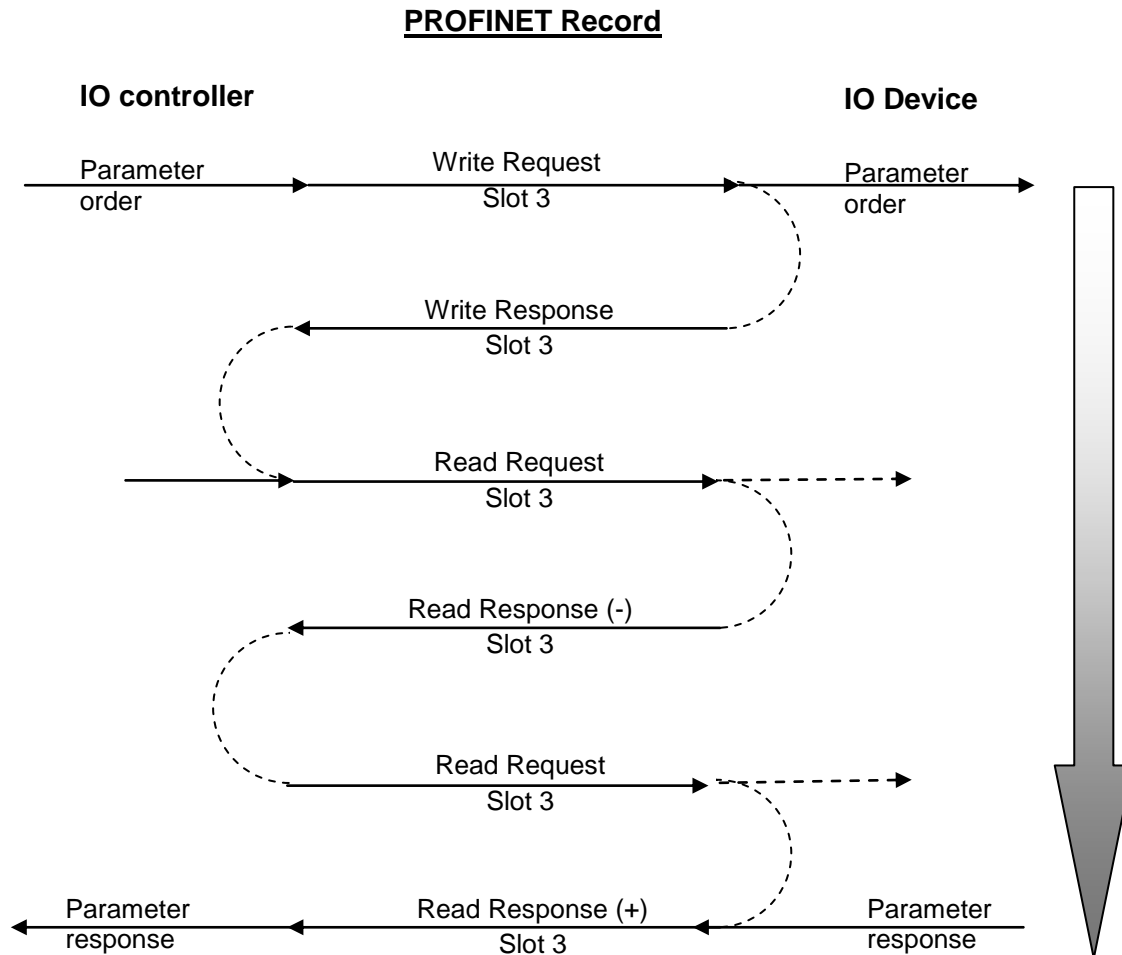 PROFINET Record
IO controller
IO Device
Parameter
order
Write Request
Slot 3
Parameter
order
Write Response
Slot 3
Read Request
Slot 3
Read Response (-)
Slot 3
Read Request
Slot 3
Parameter
response
Read Response (+)
Slot 3
Parameter
response